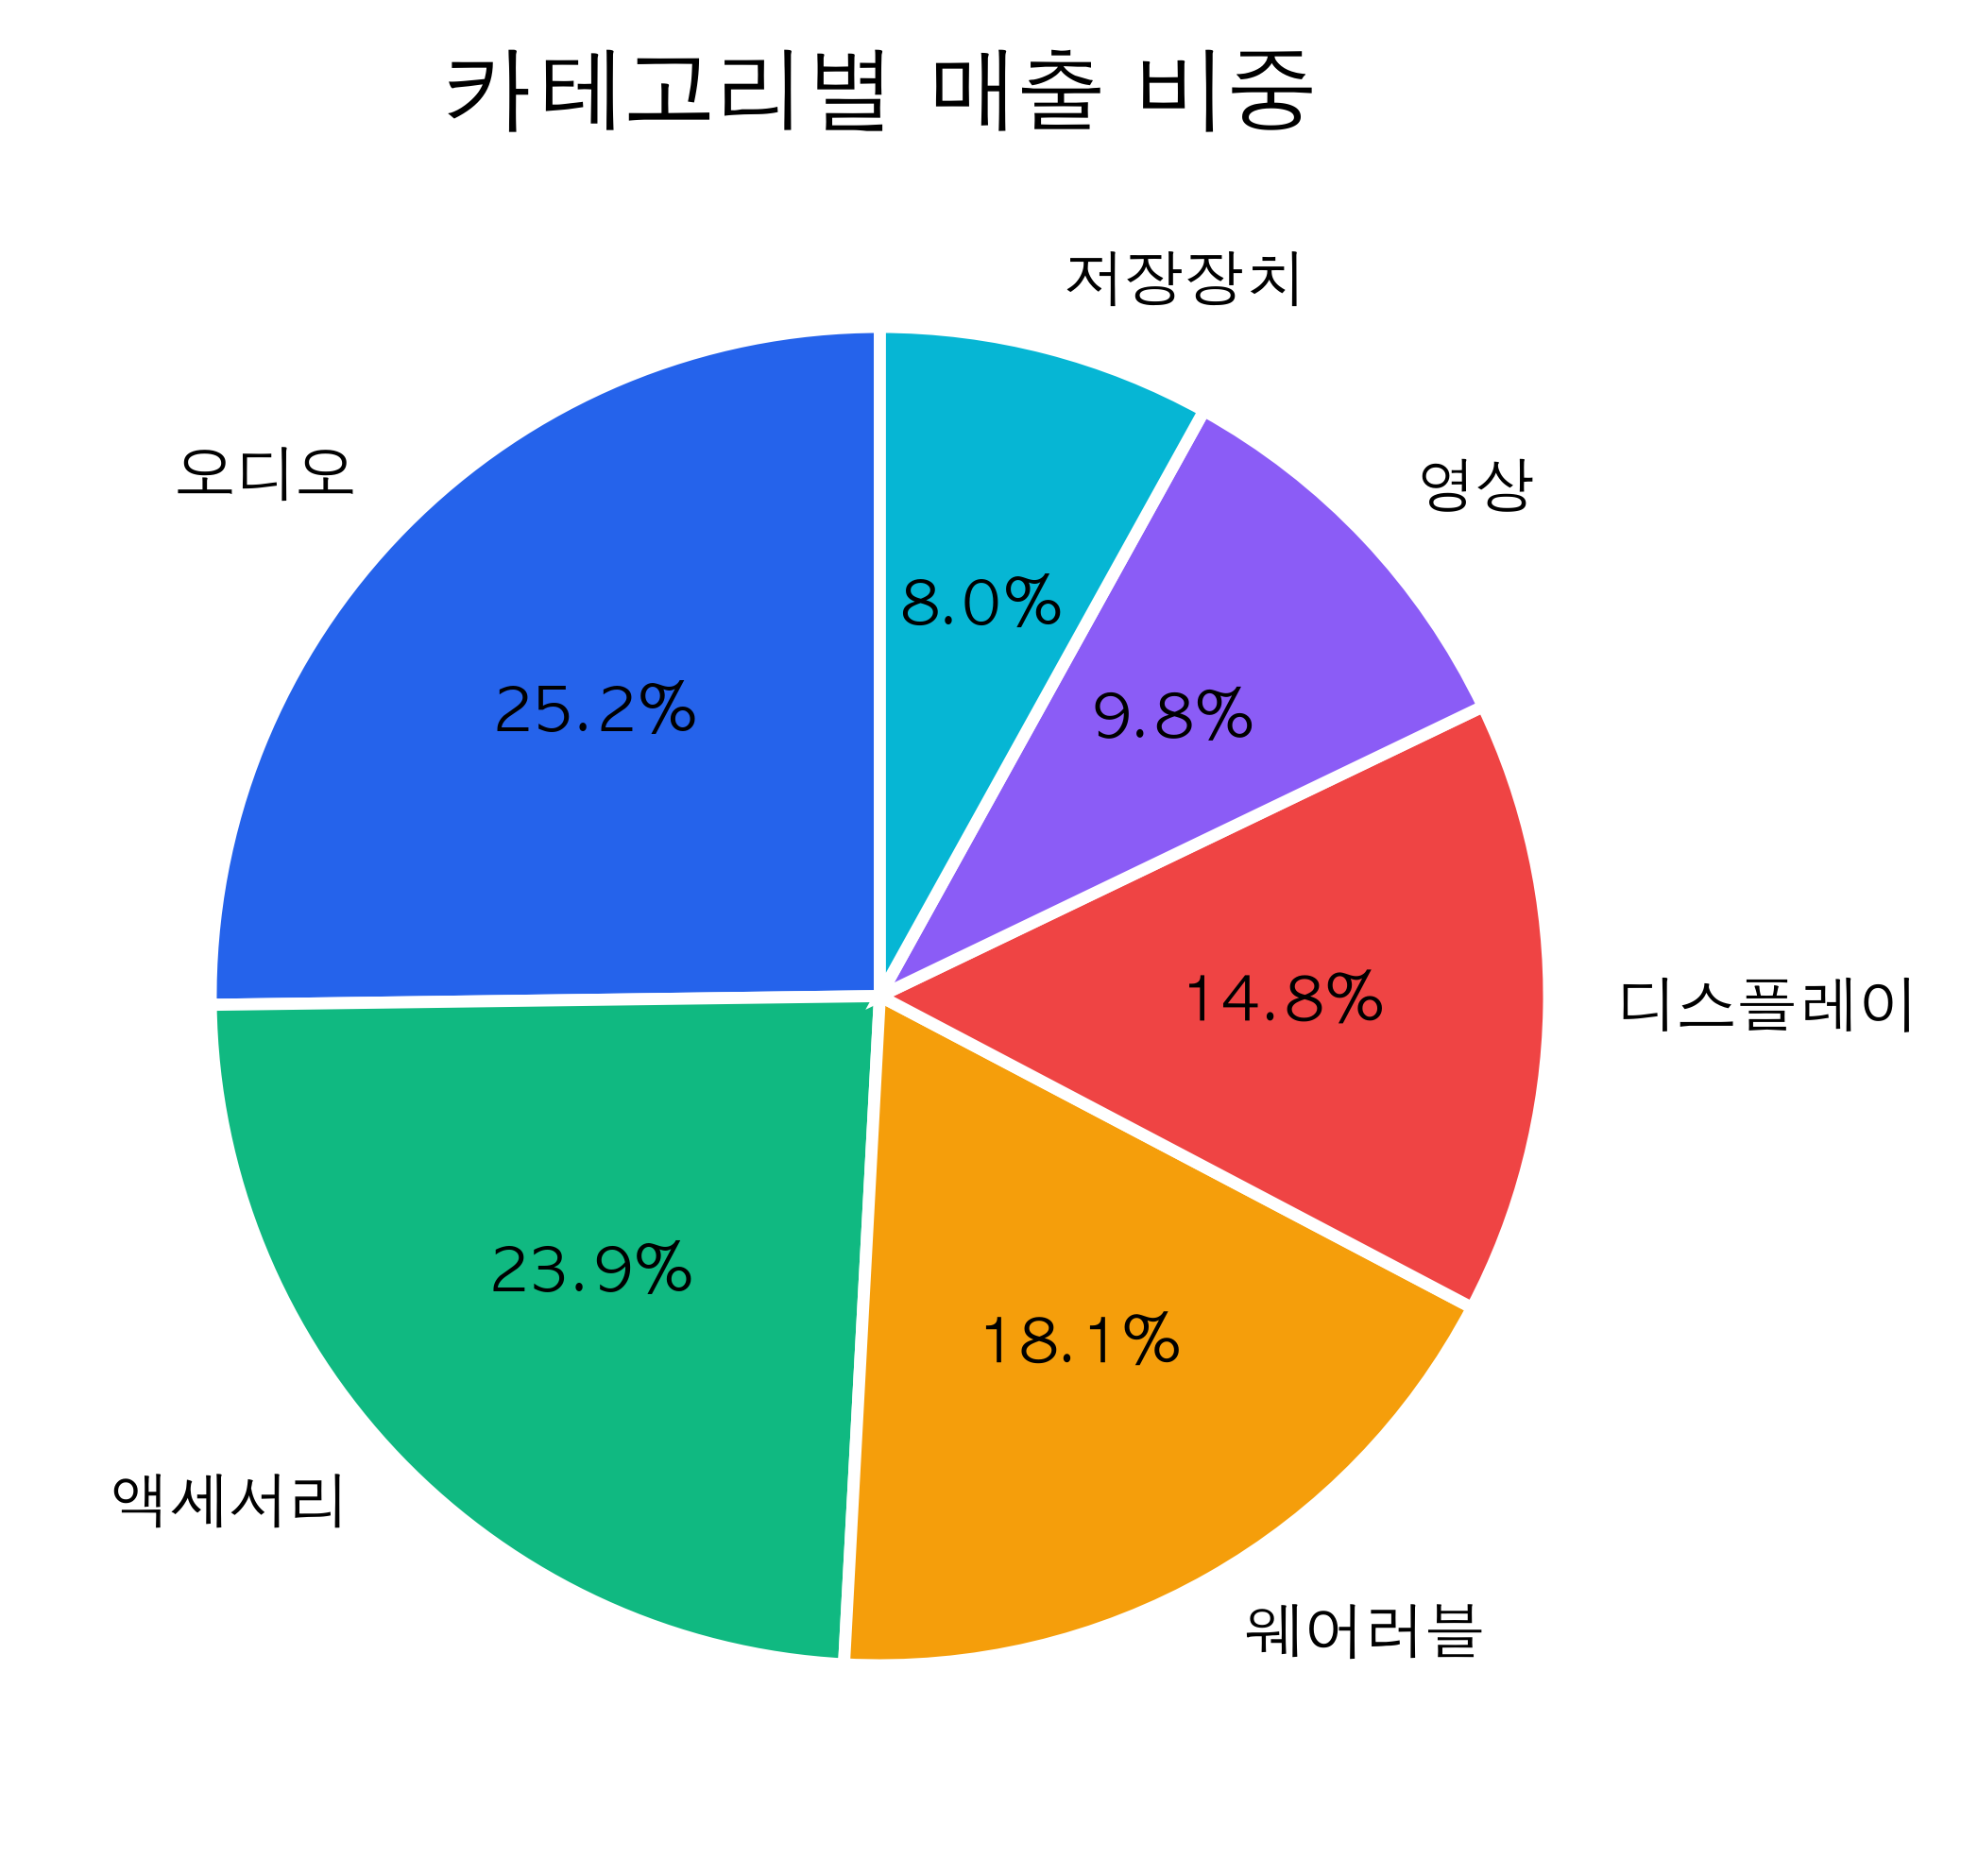 카테고리별 매출 비중
저장장치
오디오
영상
8.0%
25.2%
9.8%
디스플레이
14.8%
23.9%
18.1%
액세서리
웨어러블